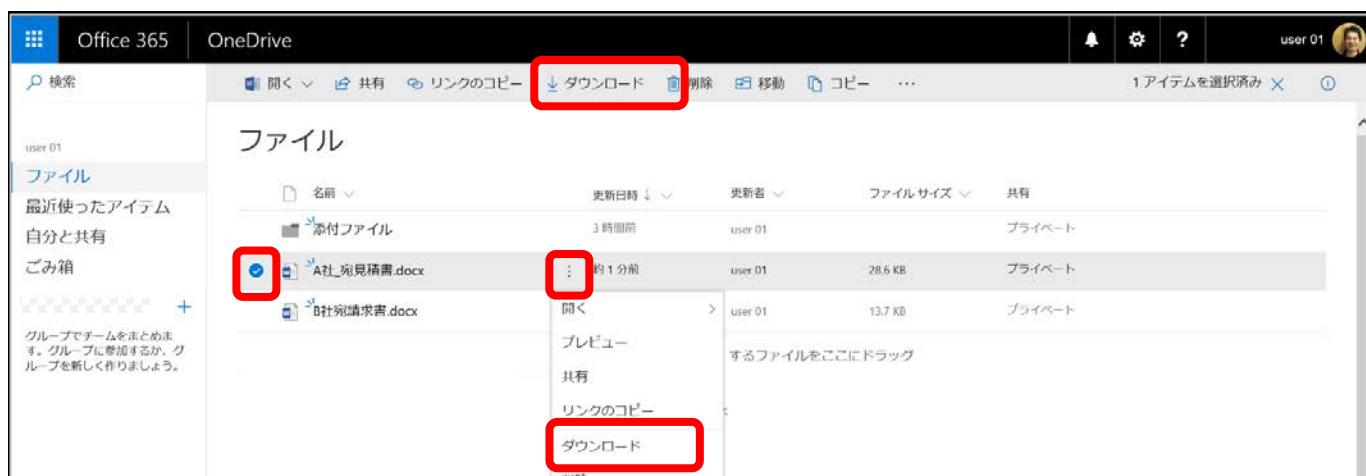 Office 365 OneDrive ? user 01
検索 開く 共有 リンクのコピー ダウンロード 削除 移動 コピー … 1 アイテムを選択済み
ファイル
user 01
ファイル
最近使ったアイテム
自分と共有
ごみ箱
+
グループでチームをまとめま
す。グループに参加するか、グ
ループを新しく作りましょう。
名前 更新日時 ↓ 更新者 ファイル サイズ 共有
添付ファイル 3 時間前 user 01 プライベート
A社_宛見積書.docx 約 1 分前 user 01 28.6 KB プライベート
B社宛請求書.docx user 01 13.7 KB プライベート
開く
プレビュー
するファイルをここにドラッグ
共有
リンクのコピー
ダウンロード